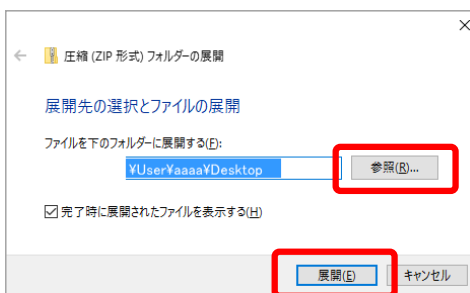 圧縮 (ZIP 形式) フォルダーの展開
展開先の選択とファイルの展開
ファイルを下のフォルダーに展開する(F):
¥User¥aaaa¥Desktop
参照(R)...
完了時に展開されたファイルを表示する(H)
展開(E)
キャンセル